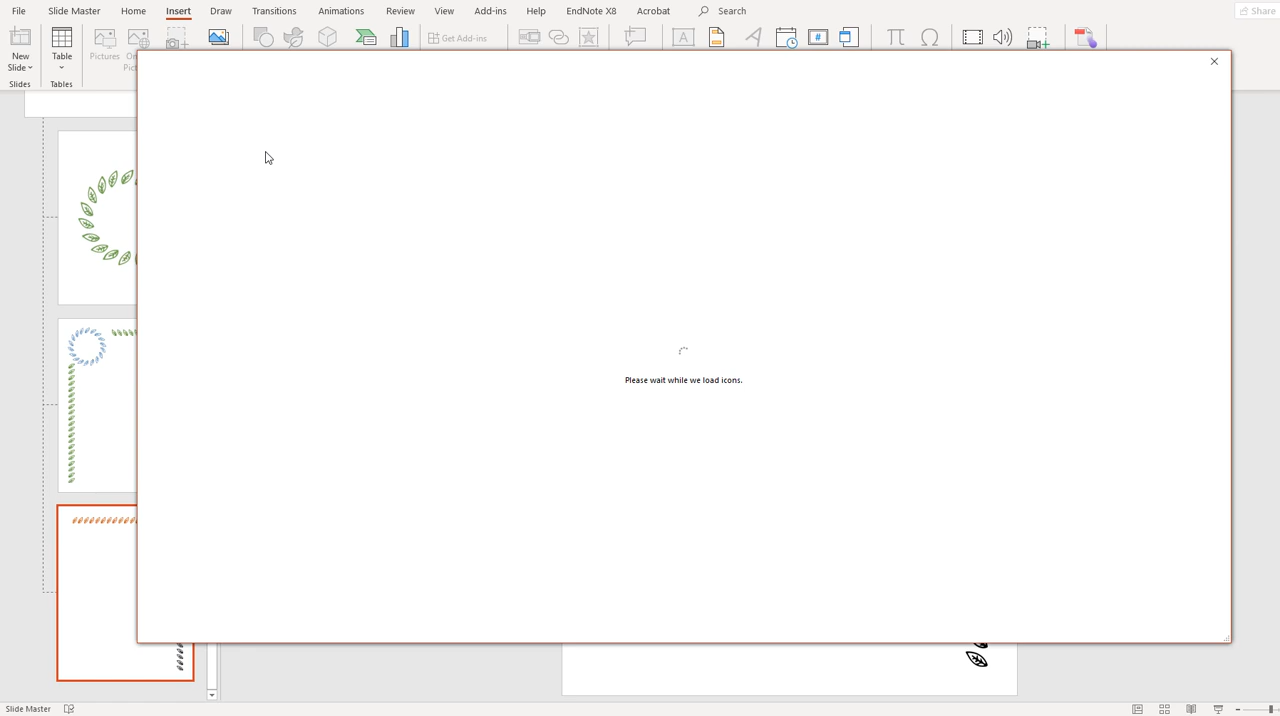 File Slide Master Home Insert Draw Transitions Animations Review View Add-ins Help EndNote X8 Acrobat Search Share
New Slide
Table
Pictures
Get Add-ins
Slides
Tables
Please wait while we load icons.
Slide Master